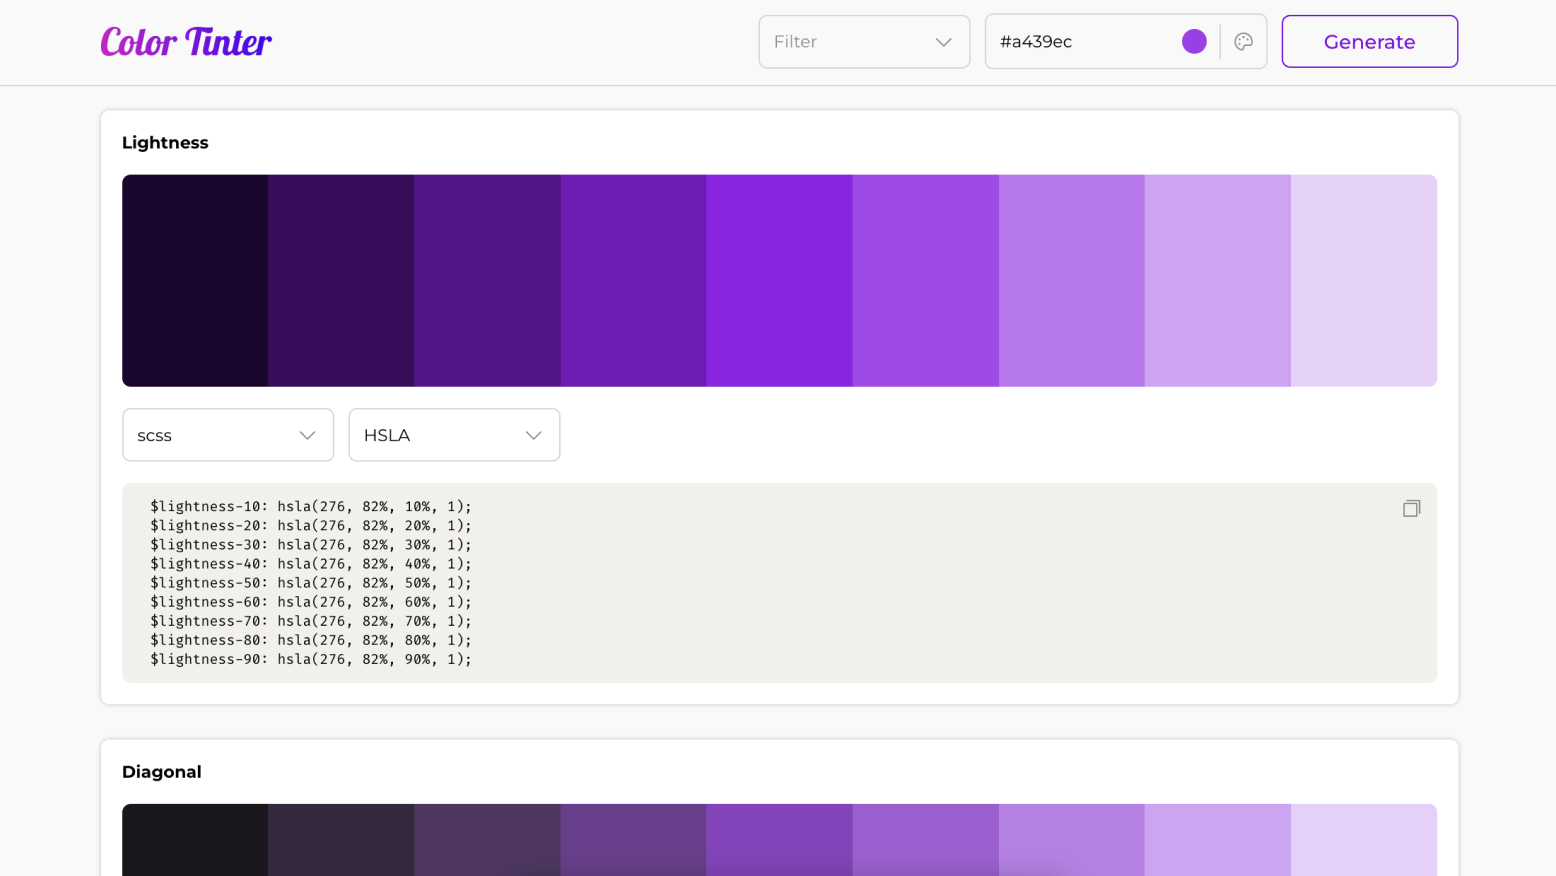 Color Tinter
Filter
#a439ec
Generate
Lightness
scss
HSLA
$lightness-10: hsla(276, 82%, 10%, 1);
$lightness-20: hsla(276, 82%, 20%, 1);
$lightness-30: hsla(276, 82%, 30%, 1);
$lightness-40: hsla(276, 82%, 40%, 1);
$lightness-50: hsla(276, 82%, 50%, 1);
$lightness-60: hsla(276, 82%, 60%, 1);
$lightness-70: hsla(276, 82%, 70%, 1);
$lightness-80: hsla(276, 82%, 80%, 1);
$lightness-90: hsla(276, 82%, 90%, 1);
Diagonal